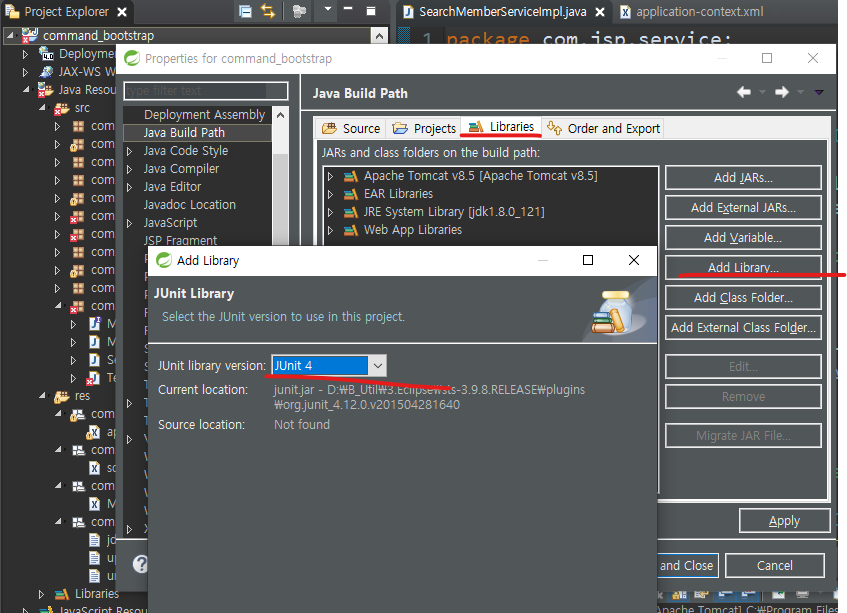 Project Explorer
SearchMemberServiceImpl.java
application-context.xml
command_bootstrap
1 package com.jsp.service;
Deployme
JAX-WS W
Java Resou
src
com
com
com
com
com
com
com
com
com
com
com
M
M
Se
Te
res
com
ap
com
sc
com
M
com
jd
up
Libraries
JavaScript Resou
Properties for command_bootstrap
type filter text
Deployment Assembly
Java Build Path
Java Code Style
Java Compiler
Java Editor
Javadoc Location
JavaScript
JSP Fragment
Java Build Path
Source
Projects
Libraries
Order and Export
JARs and class folders on the build path:
Apache Tomcat v8.5 [Apache Tomcat v8.5]
EAR Libraries
JRE System Library [jdk1.8.0_121]
Web App Libraries
Add JARs...
Add External JARs...
Add Variable...
Add Library...
Add Class Folder...
Add External Class Folder...
Edit...
Remove
Migrate JAR File...
Apply
and Close
Cancel
Add Library
JUnit Library
Select the JUnit version to use in this project.
JUnit library version: JUnit 4
Current location: junit.jar - D:₩B_Util₩3.Eclipse₩sts-3.9.8.RELEASE₩plugins
₩org.junit_4.12.0.v201504281640
Source location: Not found
Apache Tomcat] C:₩Program Files